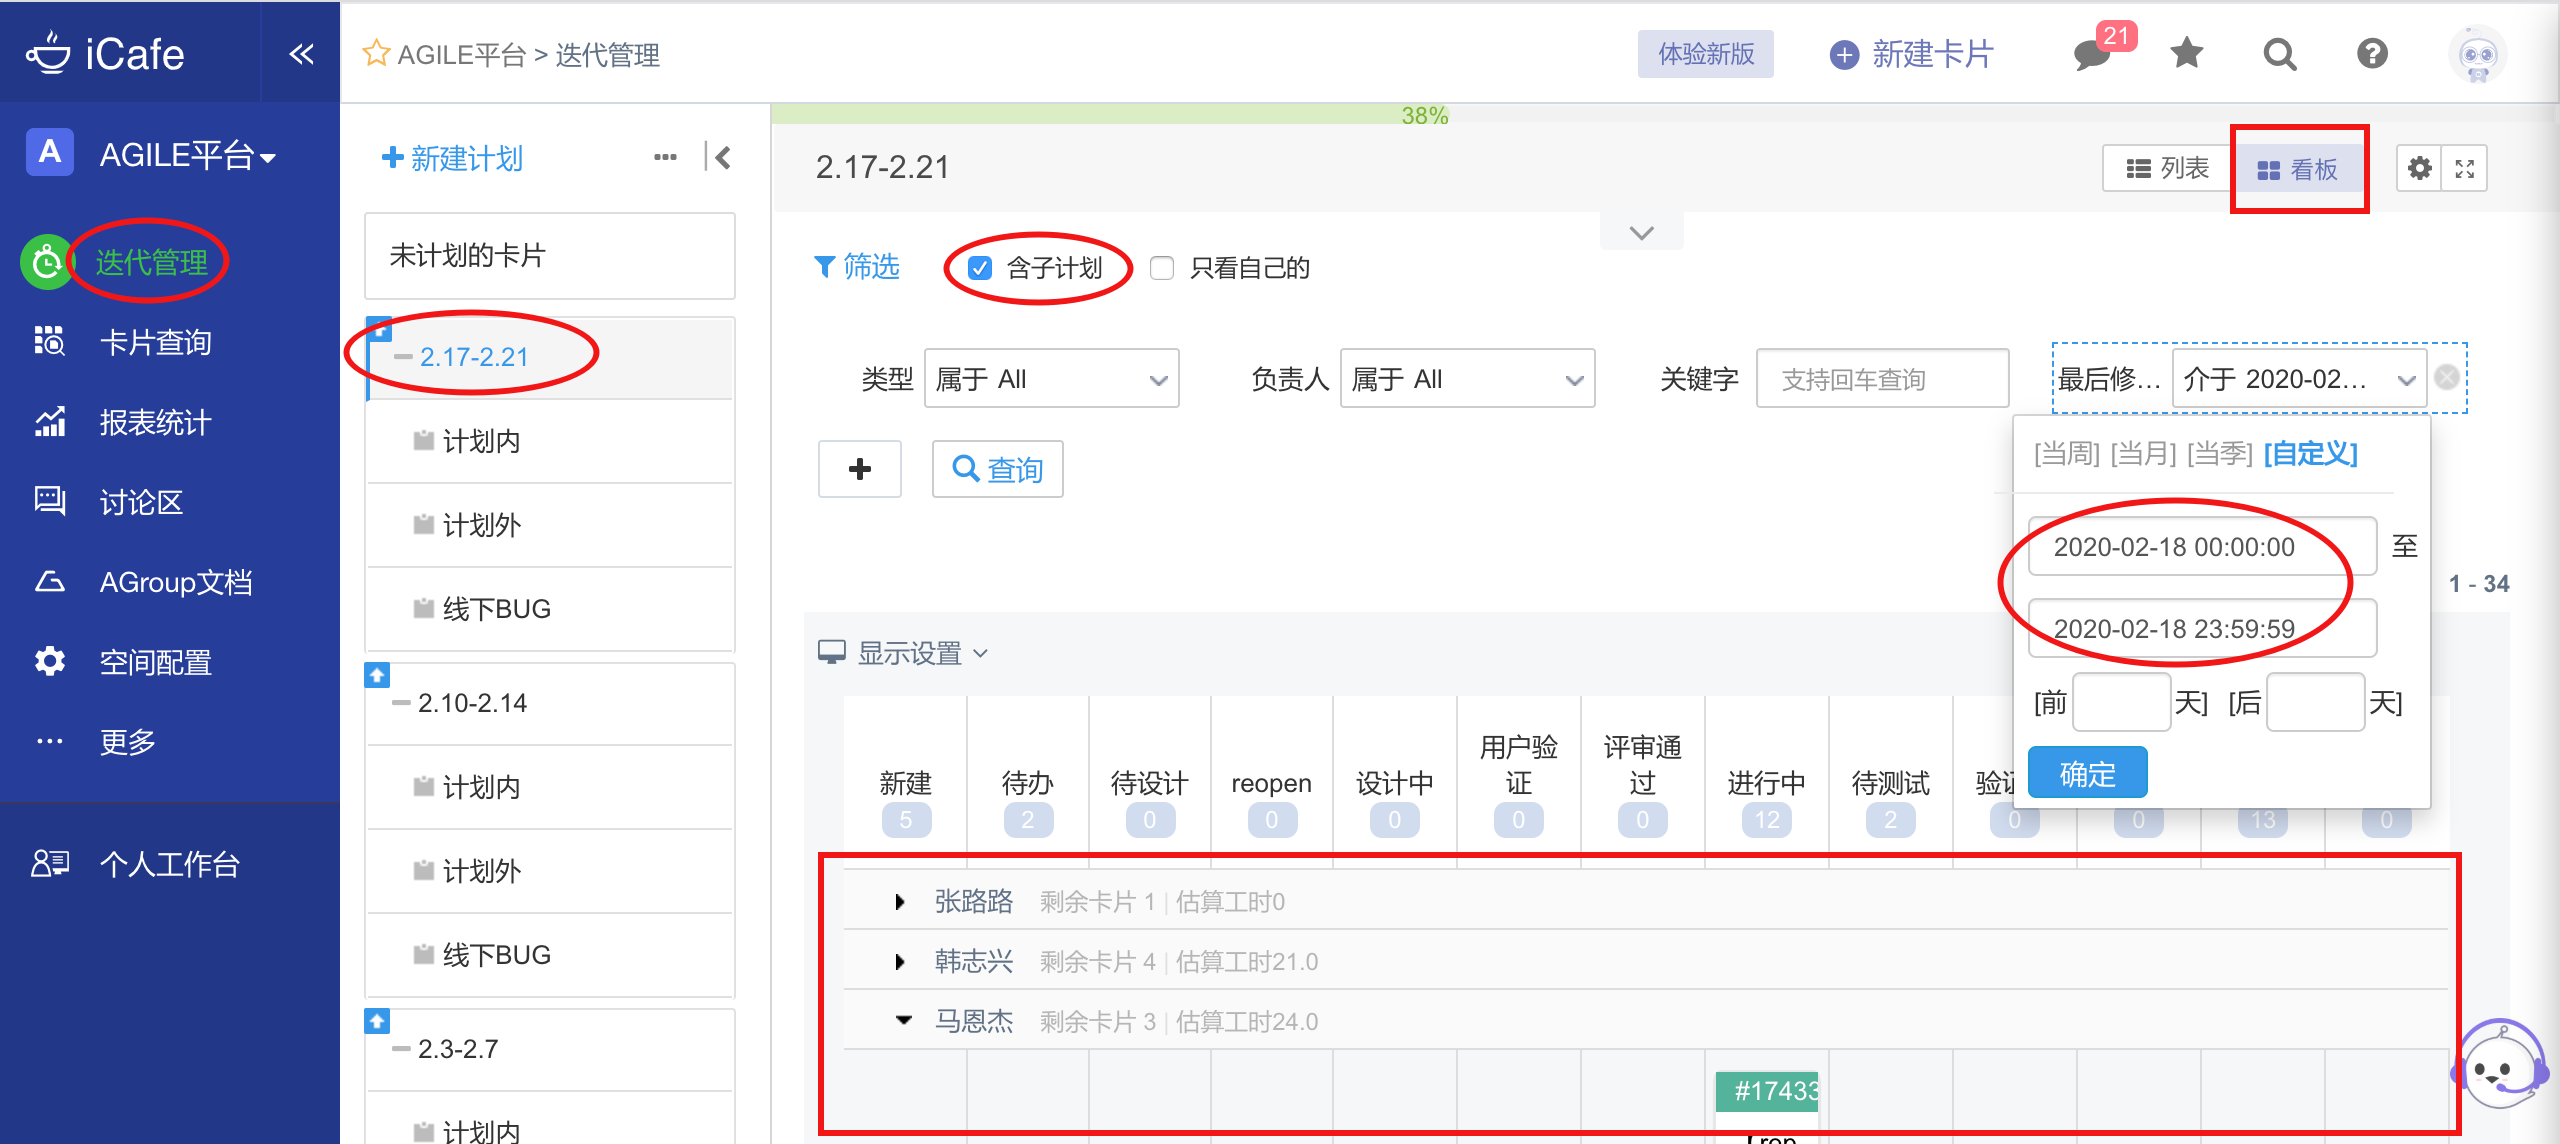 iCafe
AGILE平台 > 迭代管理
体验新版
新建卡片
21
A
AGILE平台
迭代管理
卡片查询
报表统计
讨论区
AGroup文档
空间配置
更多
个人工作台
新建计划
未计划的卡片
2.17-2.21
计划内
计划外
线下BUG
2.10-2.14
计划内
计划外
线下BUG
2.3-2.7
计划内
38%
2.17-2.21
列表
看板
筛选
含子计划
只看自己的
类型
属于 All
负责人
属于 All
关键字
支持回车查询
最后修...
介于 2020-02...
查询
[当周] [当月] [当季] [自定义]
2020-02-18 00:00:00
至
2020-02-18 23:59:59
[前
天]
[后
天]
确定
1 - 34
显示设置
新建
5
待办
2
待设计
0
reopen
0
设计中
0
用户验证
0
评审通过
0
进行中
12
待测试
2
0
0
13
0
张路路 剩余卡片 1 | 估算工时0
韩志兴 剩余卡片 4 | 估算工时21.0
马恩杰 剩余卡片 3 | 估算工时24.0
#17433